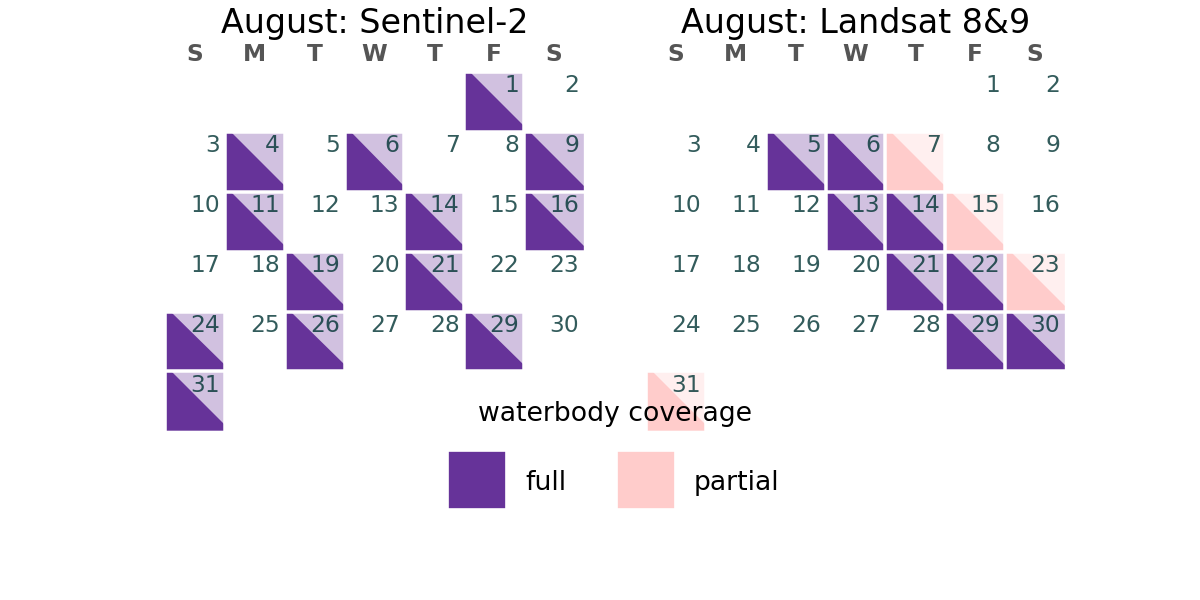 August: Sentinel-2
S M T W T F S
1 2
3 4 5 6 7 8 9
10 11 12 13 14 15 16
17 18 19 20 21 22 23
24 25 26 27 28 29 30
31
August: Landsat 8&9
S M T W T F S
1 2
3 4 5 6 7 8 9
10 11 12 13 14 15 16
17 18 19 20 21 22 23
24 25 26 27 28 29 30
31
waterbody coverage
full partial